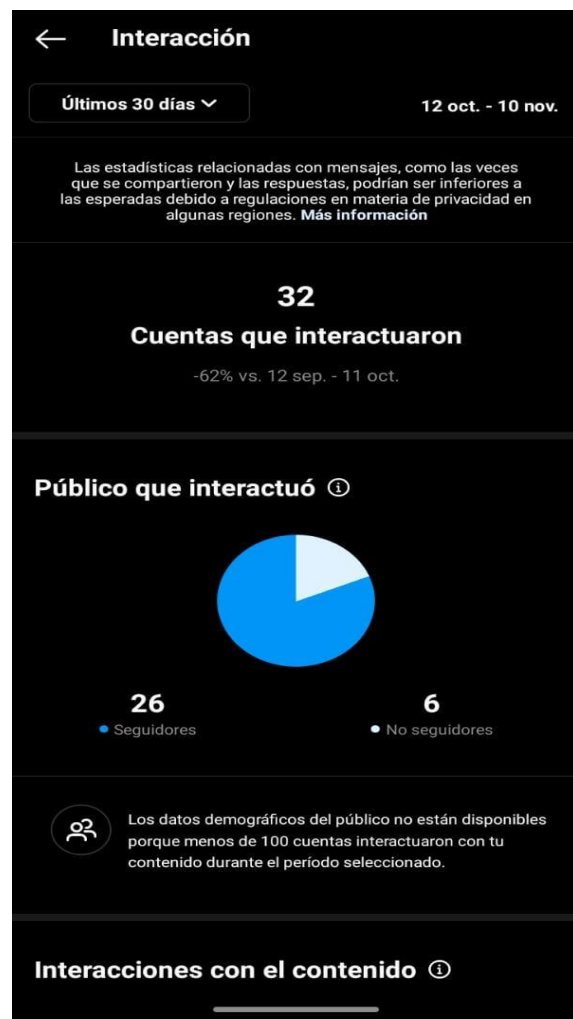 Interacción
Últimos 30 días
12 oct. - 10 nov.
Las estadísticas relacionadas con mensajes, como las veces
que se compartieron y las respuestas, podrían ser inferiores a
las esperadas debido a regulaciones en materia de privacidad en
algunas regiones. Más información
32
Cuentas que interactuaron
-62% vs. 12 sep. - 11 oct.
Público que interactuó
26
6
Seguidores
No seguidores
Los datos demográficos del público no están disponibles
porque menos de 100 cuentas interactuaron con tu
contenido durante el período seleccionado.
Interacciones con el contenido